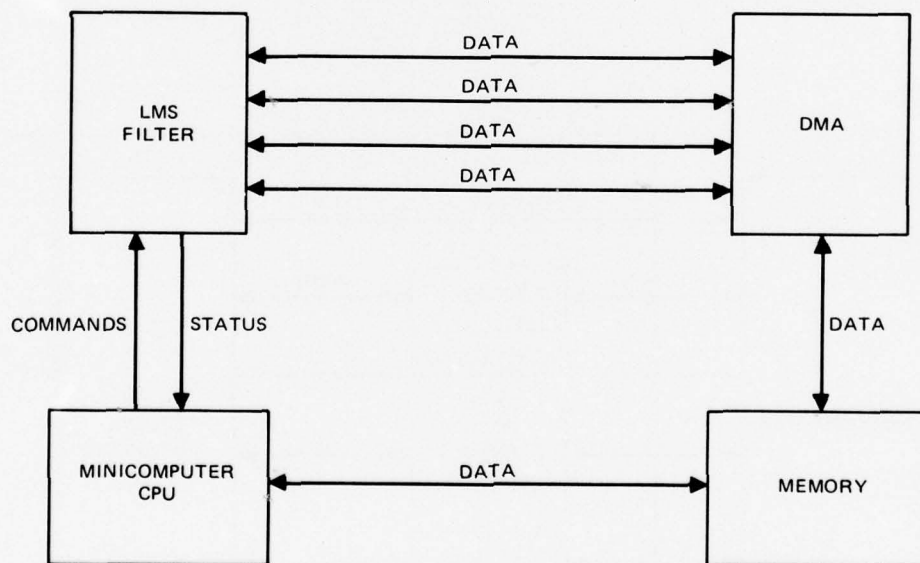 DATA
DATA
DATA
DATA
LMS
FILTER
DMA
COMMANDS
STATUS
DATA
MINICOMPUTER
CPU
DATA
MEMORY